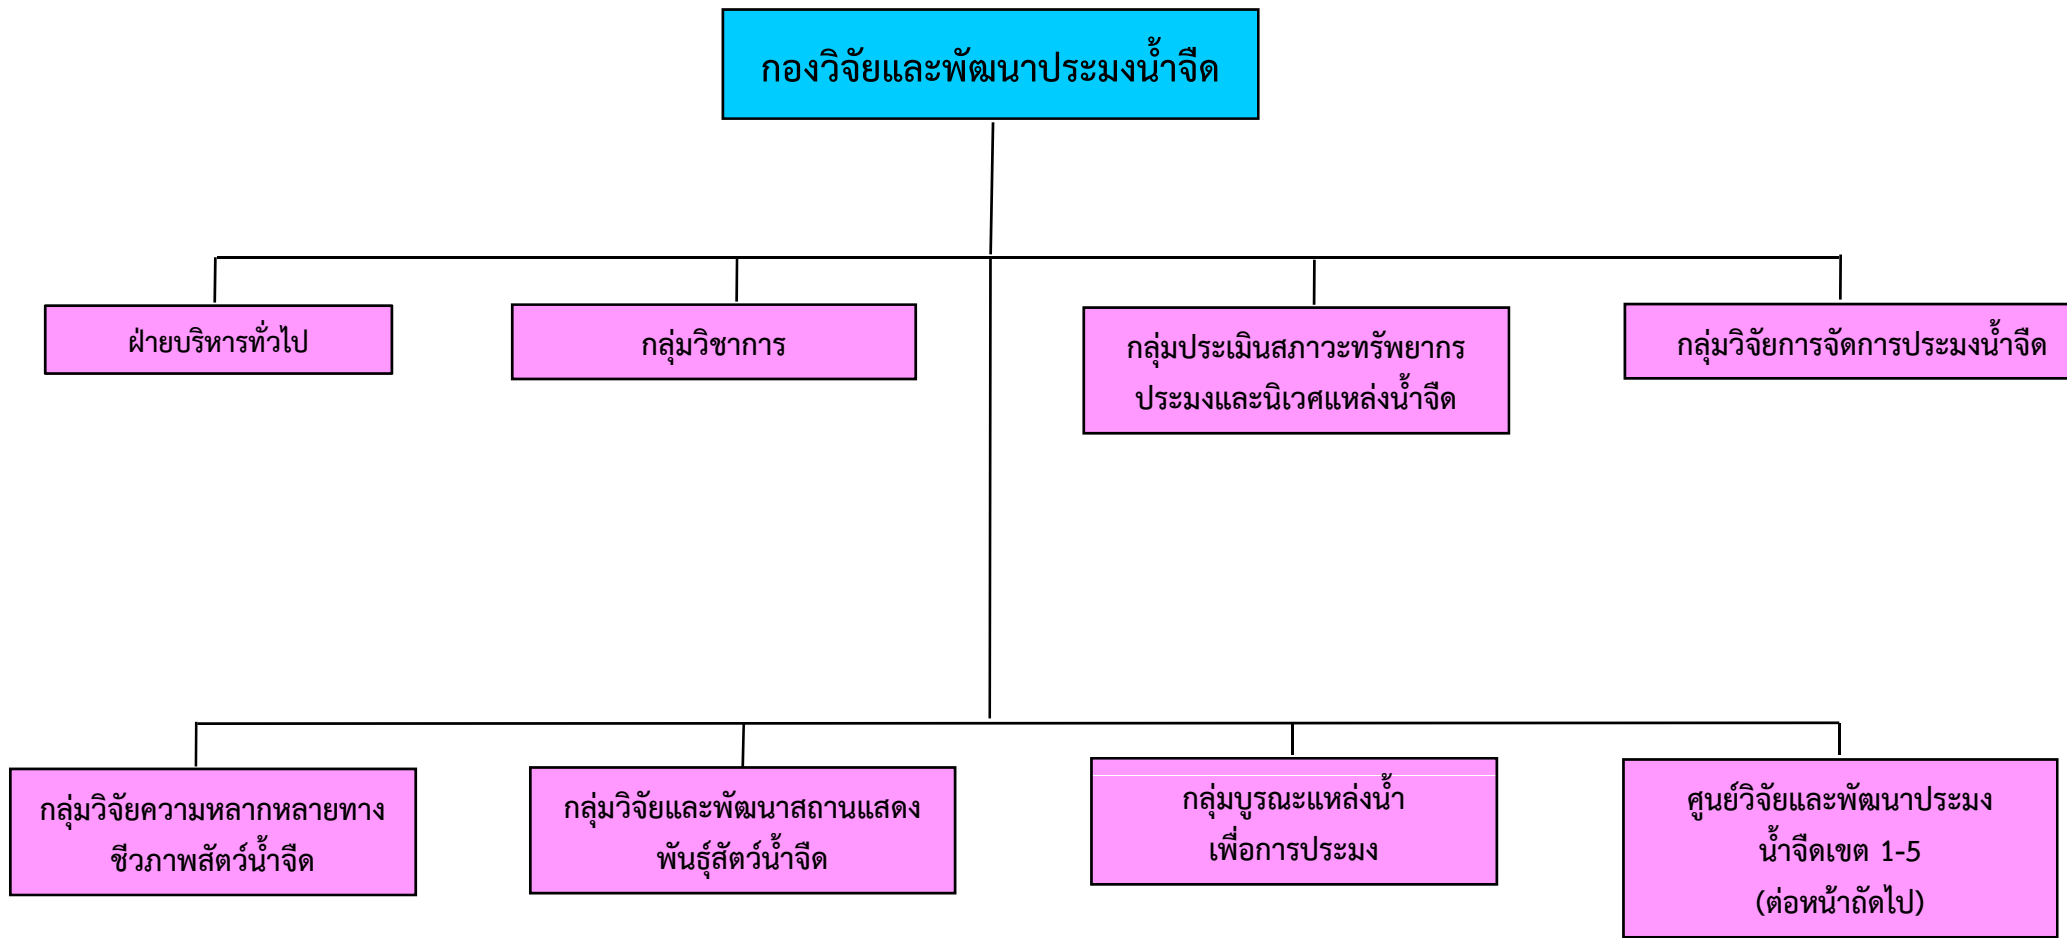 กองวิจัยและพัฒนาประมงน้ำจืด
ฝ่ายบริหารทั่วไป
กลุ่มวิชาการ
กลุ่มประเมินสภาวะทรัพยากร
ประมงและนิเวศแหล่งน้ำจืด
กลุ่มวิจัยการจัดการประมงน้ำจืด
กลุ่มวิจัยความหลากหลายทาง
ชีวภาพสัตว์น้ำจืด
กลุ่มวิจัยและพัฒนาสถานแสดง
พันธุ์สัตว์น้ำจืด
กลุ่มบูรณะแหล่งน้ำ
เพื่อการประมง
ศูนย์วิจัยและพัฒนาประมง
น้ำจืดเขต 1-5
(ต่อหน้าถัดไป)